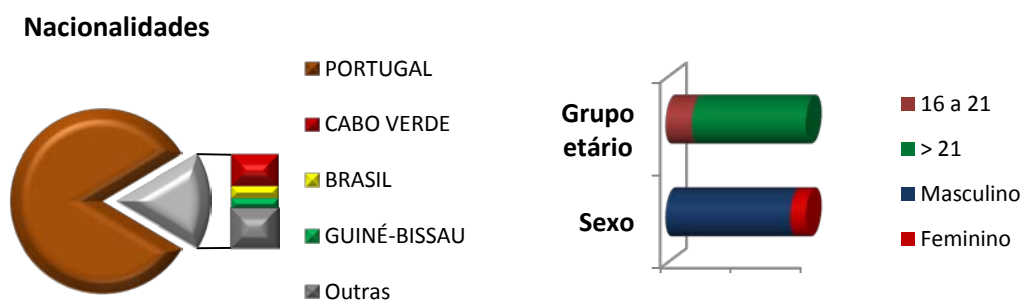 Nacionalidades
PORTUGAL
CABO VERDE
BRASIL
GUINÉ-BISSAU
Outras
Grupo
etário
Sexo
16 a 21
> 21
Masculino
Feminino